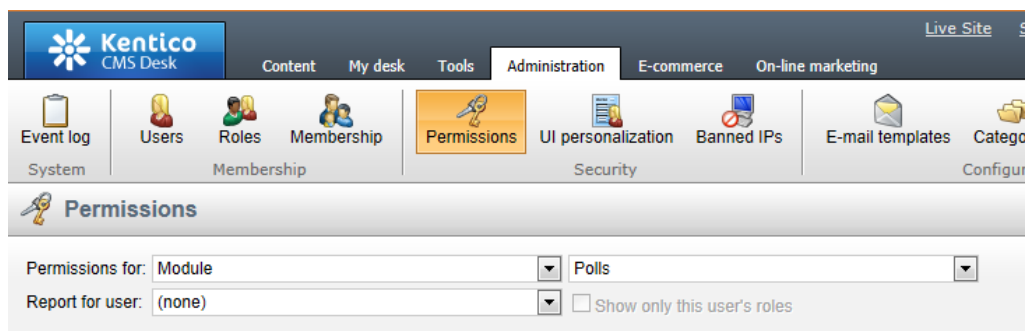 Live Site
Kentico
CMS Desk
Content My desk Tools Administration E-commerce On-line marketing
Event log Users Roles Membership Permissions UI personalization Banned IPs E-mail templates
System Membership Security
Permissions
Permissions for: Module Polls
Report for user: (none) Show only this user's roles